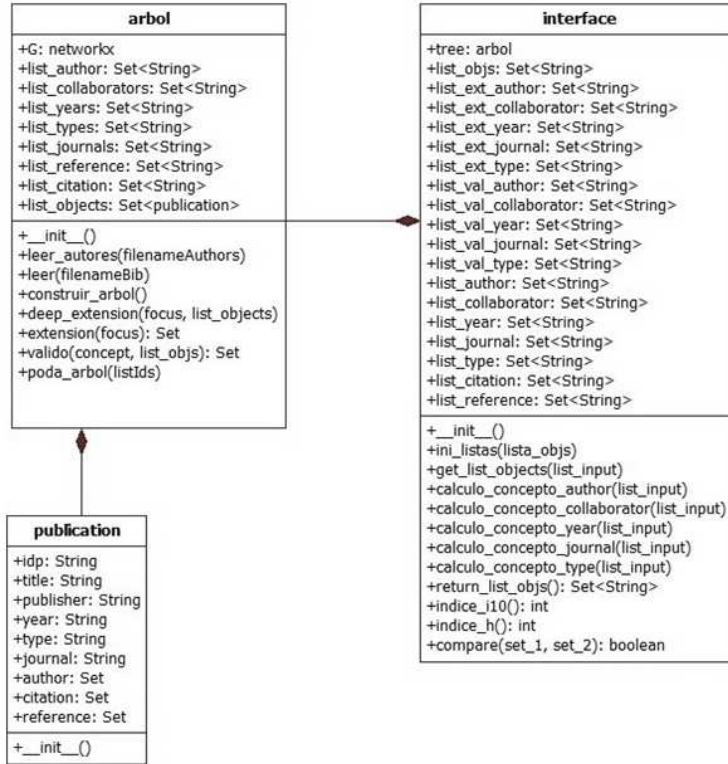 arbol
+G: networkx
+list_author: Set<String>
+list_collaborators: Set<String>
+list_years: Set<String>
+list_types: Set<String>
+list_journals: Set<String>
+list_reference: Set<String>
+list_citation: Set<String>
+list_objects: Set<publication>
+__init__()
+leer_autores(filenameAuthors)
+leer(filenameBib)
+construir_arbol()
+deep_extension(focus, list_objects)
+extension(focus): Set
+valido(concept, list_objs): Set
+poda_arbol(listIds)
publication
+idp: String
+title: String
+publisher: String
+year: String
+type: String
+journal: String
+author: Set
+citation: Set
+reference: Set
+__init__()
interface
+tree: arbol
+list_objs: Set<String>
+list_ext_author: Set<String>
+list_ext_collaborator: Set<String>
+list_ext_year: Set<String>
+list_ext_journal: Set<String>
+list_ext_type: Set<String>
+list_val_author: Set<String>
+list_val_collaborator: Set<String>
+list_val_year: Set<String>
+list_val_journal: Set<String>
+list_val_type: Set<String>
+list_author: Set<String>
+list_collaborator: Set<String>
+list_year: Set<String>
+list_journal: Set<String>
+list_type: Set<String>
+list_citation: Set<String>
+list_reference: Set<String>
+__init__()
+ini_listas(lista_objs)
+get_list_objects(list_input)
+calculo_concepto_author(list_input)
+calculo_concepto_collaborator(list_input)
+calculo_concepto_year(list_input)
+calculo_concepto_journal(list_input)
+calculo_concepto_type(list_input)
+return_list_objs(): Set<String>
+indice_i10(): int
+indice_h(): int
+compare(set_1, set_2): boolean